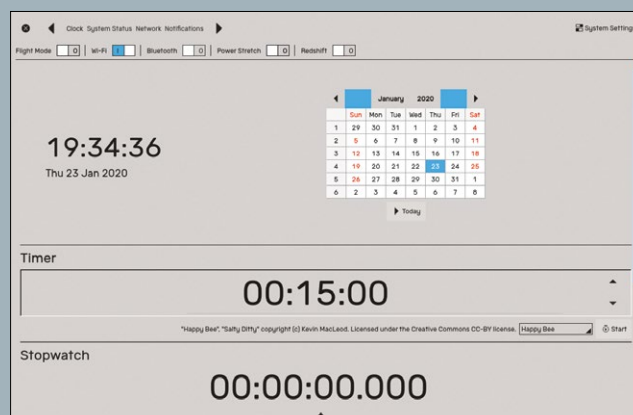 Clock System Status Network Notifications System Setting
Flight Mode 0 | Wi-Fi I | Bluetooth 0 | Power Stretch 0 | Redshift 0
January 2020
Sun Mon Tue Wed Thu Fri Sat
1 29 30 31 1 2 3 4
2 5 6 7 8 9 10 11
3 12 13 14 15 16 17 18
4 19 20 21 22 23 24 25
5 26 27 28 29 30 31 1
6 2 3 4 5 6 7 8
Today
19:34:36
Thu 23 Jan 2020
Timer
00:15:00
"Happy Bee", "Salty Ditty" copyright (c) Kevin MacLeod. Licensed under the Creative Commons CC-BY license. Happy Bee Start
Stopwatch
00:00:00.000